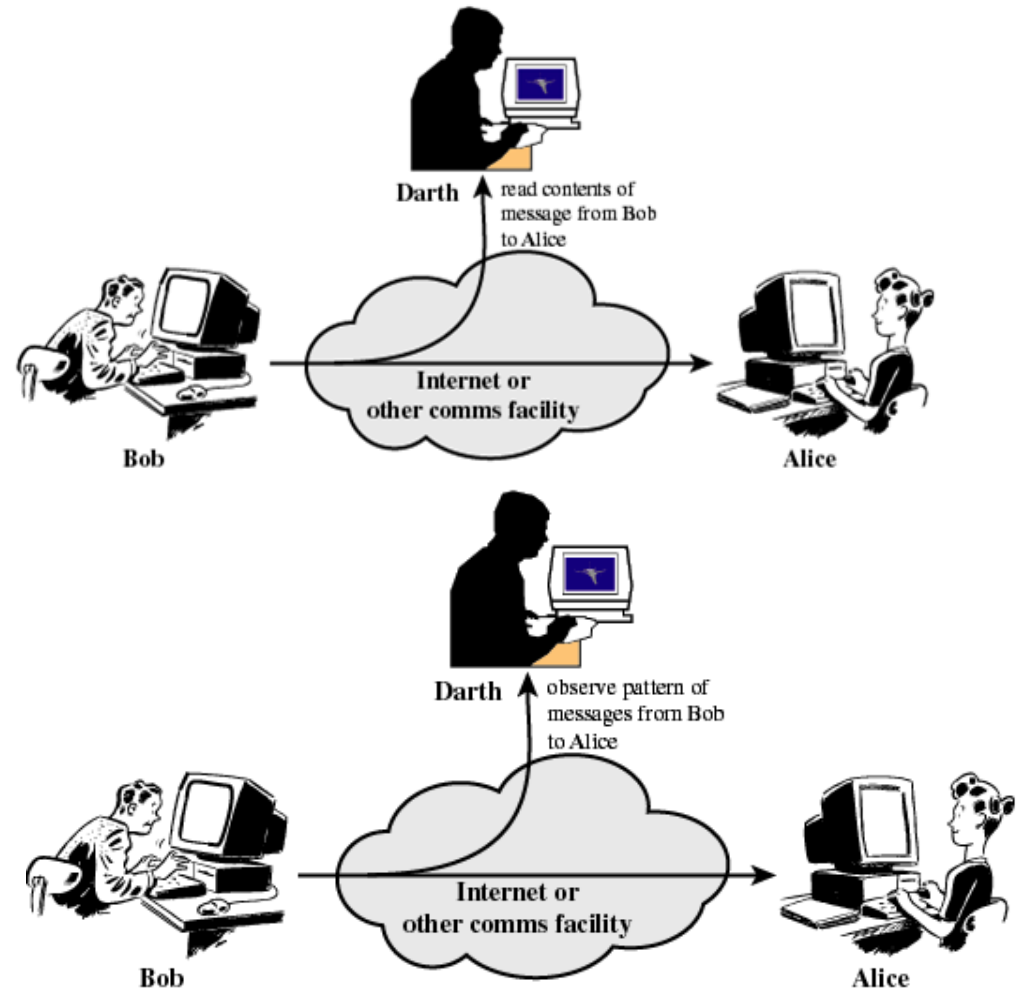 Darth
read contents of
message from Bob
to Alice
Internet or
other comms facility
Bob
Alice
Darth
observe pattern of
messages from Bob
to Alice
Internet or
other comms facility
Bob
Alice